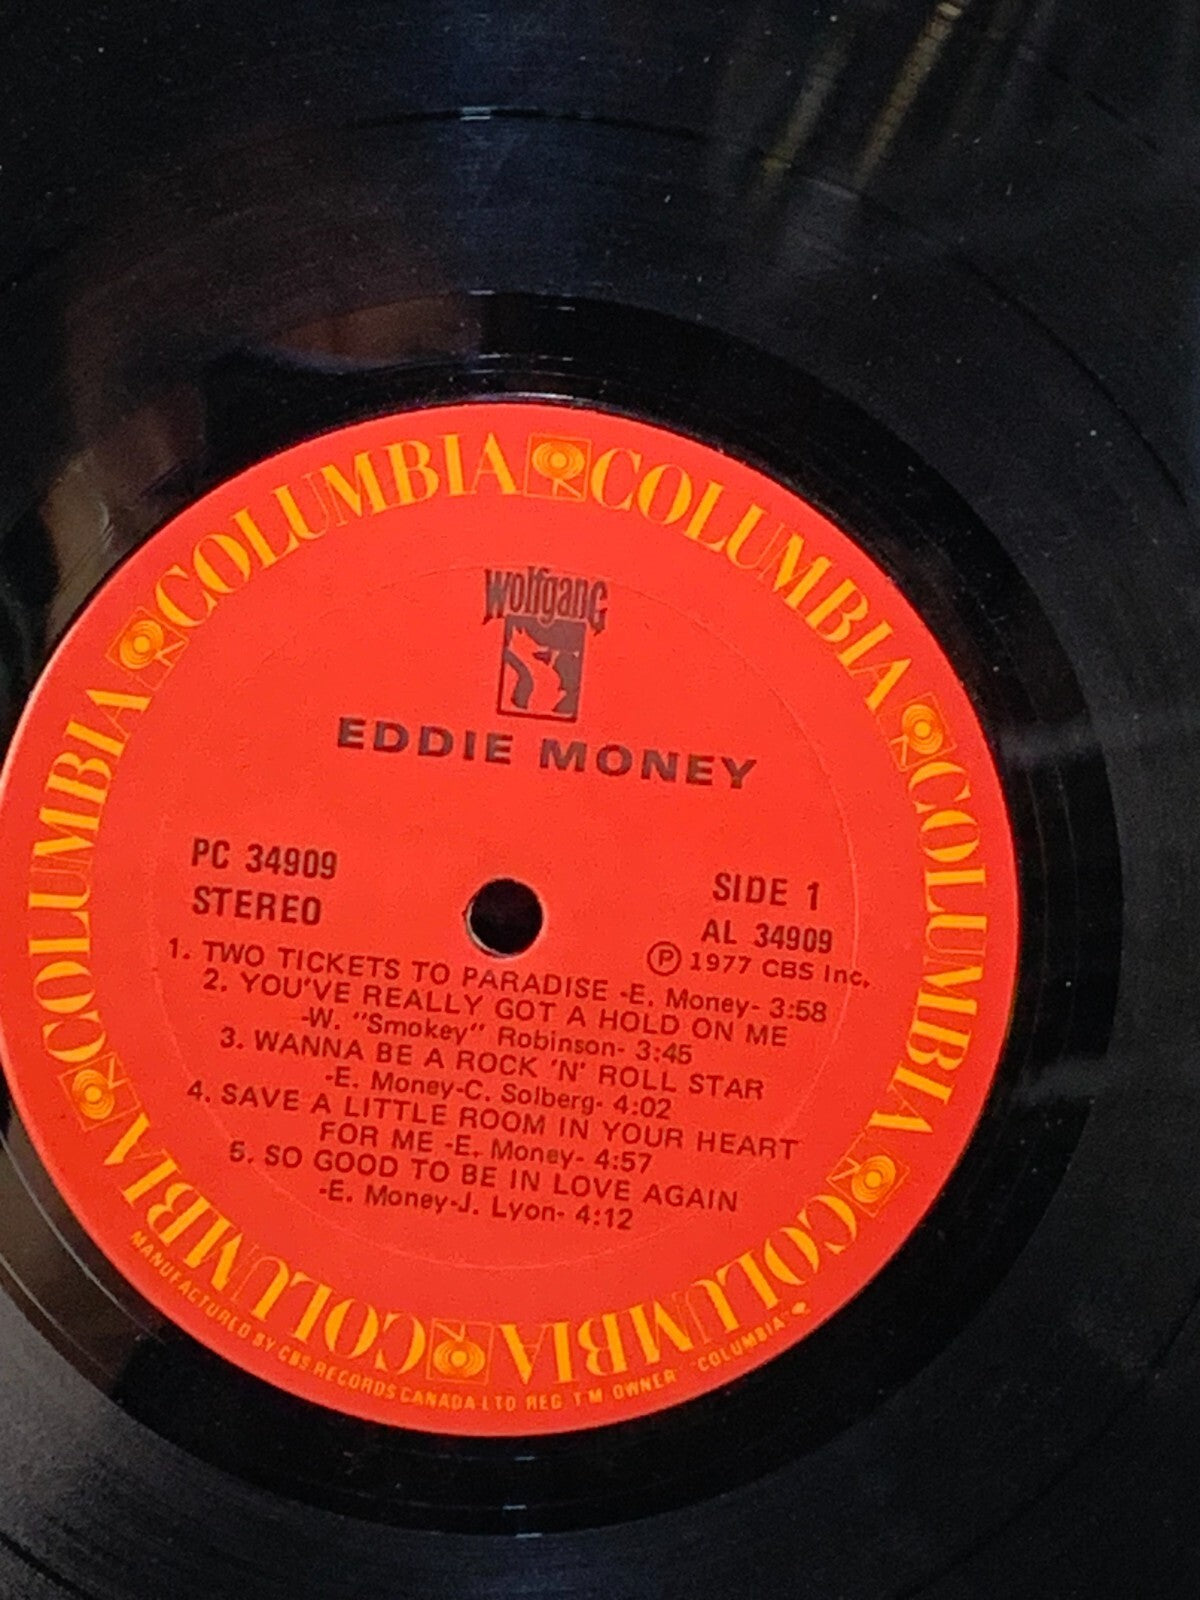 COLUMBIA COLUMBIA COLUMBIA COLUMBIA COLUMBIA COLUMBIA
wolfgang
EDDIE MONEY
PC 34909
STEREO
SIDE 1
AL 34909
Ⓟ 1977 CBS Inc.
1. TWO TICKETS TO PARADISE -E. Money- 3:58
2. YOU'VE REALLY GOT A HOLD ON ME
-W. "Smokey" Robinson- 3:45
3. WANNA BE A ROCK 'N' ROLL STAR
-E. Money-C. Solberg- 4:02
4. SAVE A LITTLE ROOM IN YOUR HEART
FOR ME -E. Money- 4:57
5. SO GOOD TO BE IN LOVE AGAIN
-E. Money-J. Lyon- 4:12
MANUFACTURED BY CBS RECORDS CANADA LTD REG T M OWNER "COLUMBIA"